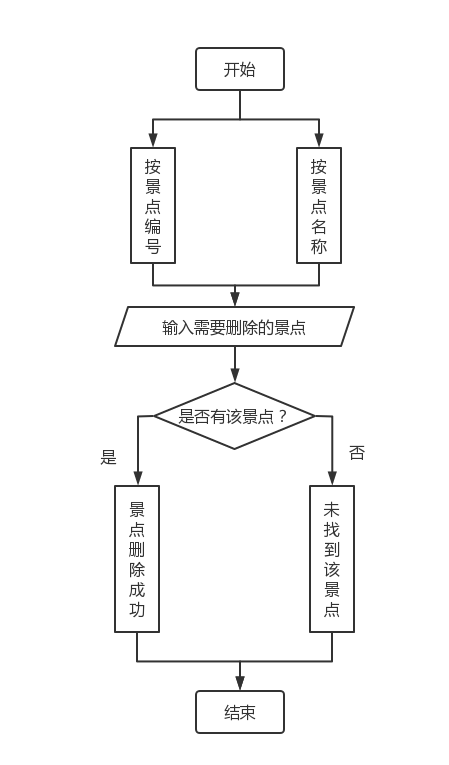 开始
按景点编号
按景点名称
输入需要删除的景点
是否有该景点？
是
否
景点删除成功
未找到该景点
结束